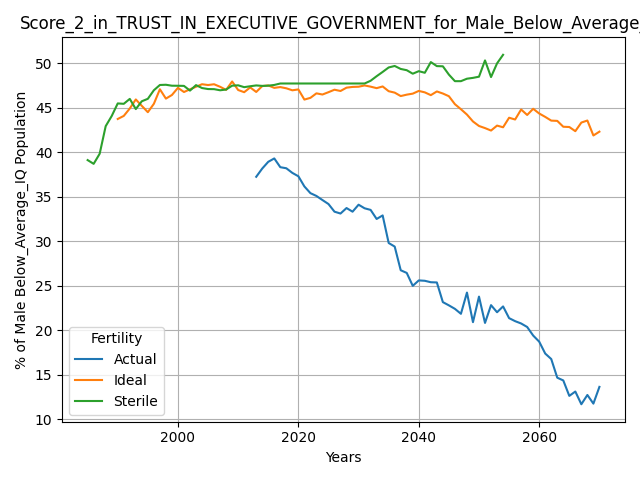 Score_2_in_TRUST_IN_EXECUTIVE_GOVERNMENT_for_Male_Below_Average_
% of Male Below_Average_IQ Population
50
45
40
35
30
25
20
15
10
Fertility
Actual
Ideal
Sterile
2000 2020 2040 2060
Years